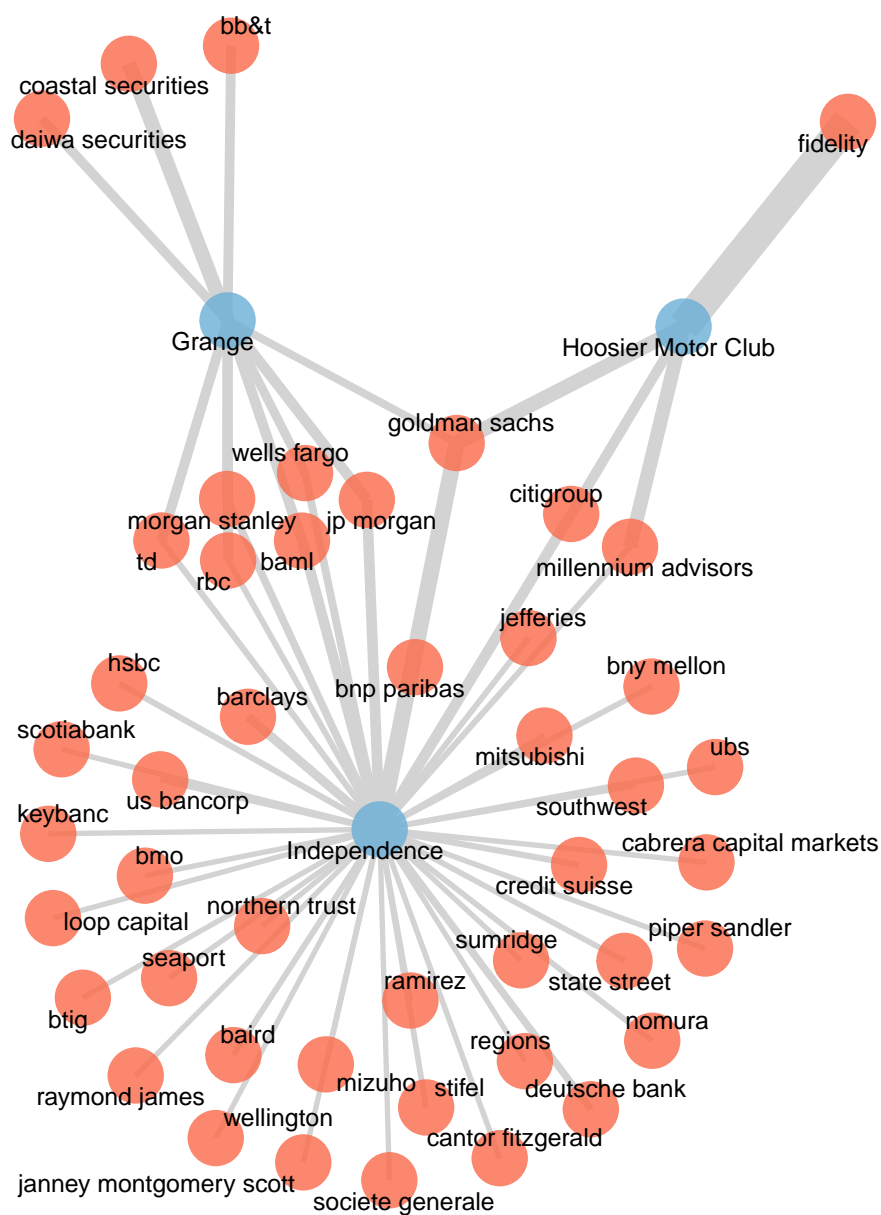 bb&t
coastal securities
daiwa securities
fidelity
Grange
Hoosier Motor Club
goldman sachs
wells fargo
citigroup
morgan stanley
jp morgan
td
rbc
baml
millennium advisors
jefferies
hsbc
bny mellon
barclays
bnp paribas
scotiabank
mitsubishi
ubs
us bancorp
southwest
keybanc
cabrera capital markets
Independence
bmo
credit suisse
northern trust
loop capital
piper sandler
sumridge
seaport
state street
ramirez
btig
nomura
baird
regions
mizuho
stifel
deutsche bank
raymond james
wellington
cantor fitzgerald
janney montgomery scott
societe generale